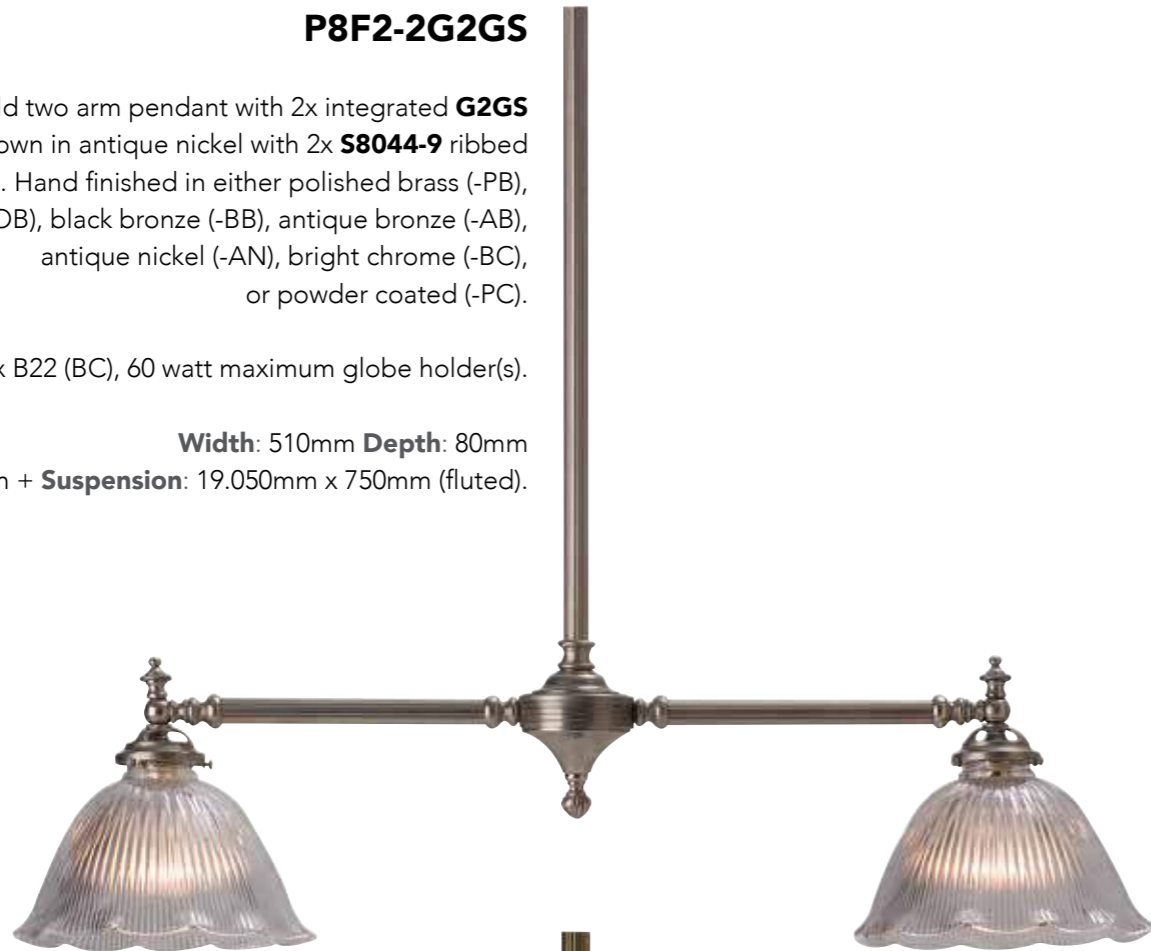 P8F2-2G2GS
two arm pendant with 2x integrated G2GS
in antique nickel with 2x S8044-9 ribbed
. Hand finished in either polished brass (-PB),
black bronze (-BB), antique bronze (-AB),
antique nickel (-AN), bright chrome (-BC),
or powder coated (-PC).
B22 (BC), 60 watt maximum globe holder(s).
Width: 510mm Depth: 80mm
+ Suspension: 19.050mm x 750mm (fluted).